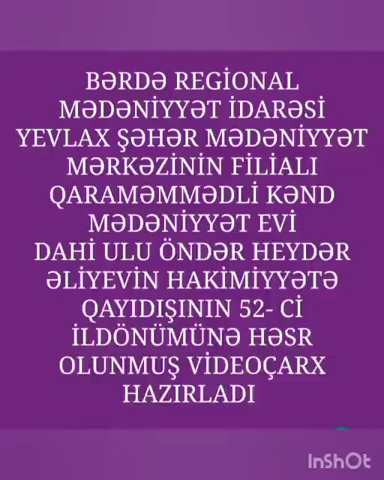 BƏRDƏ REGİONAL
MƏDƏNİYYƏT İDARƏSİ
YEVLAX ŞƏHƏR MƏDƏNİYYƏT
MƏRKƏZİNİN FİLİALI
QARAMƏMMƏDLİ KƏND
MƏDƏNİYYƏT EVİ
DAHİ ULU ÖNDƏR HEYDƏR
ƏLİYEVİN HAKİMİYYƏTƏ
QAYIDIŞININ 52- Cİ
İLDÖNÜMÜNƏ HƏSR
OLUNMUŞ VİDEOÇARX
HAZIRLADI
InShOt